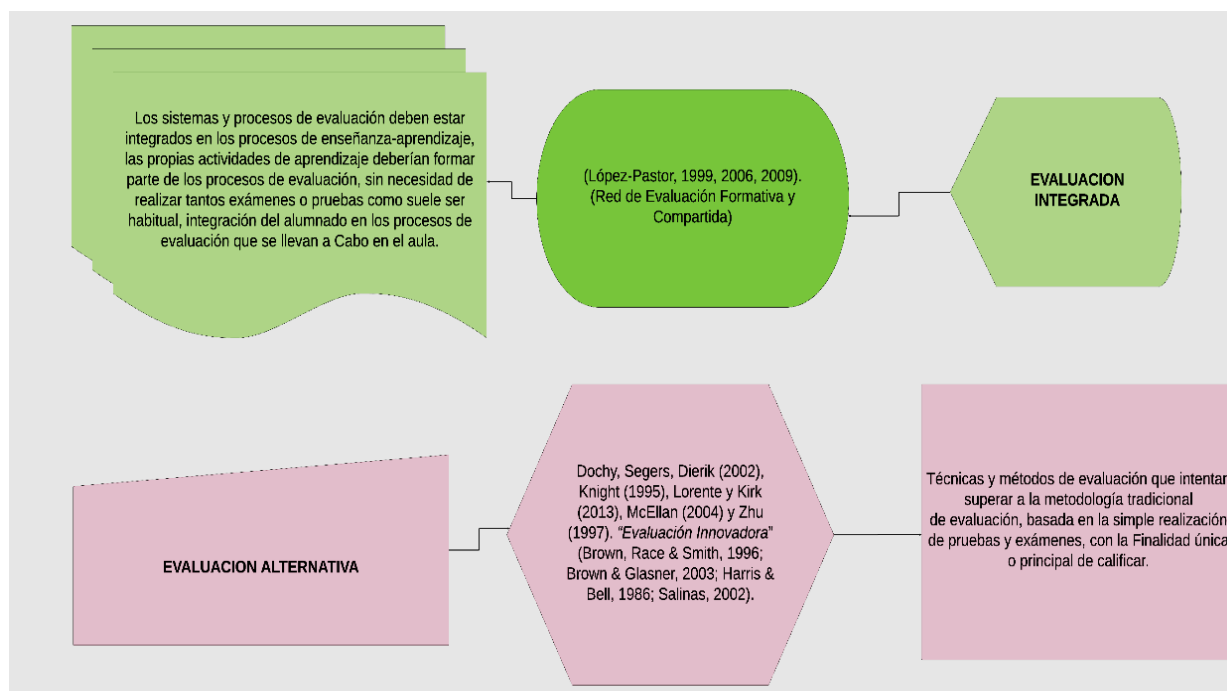 Los sistemas y procesos de evaluación deben estar
integrados en los procesos de enseñanza-aprendizaje,
las propias actividades de aprendizaje deberían formar
parte de los procesos de evaluación, sin necesidad de
realizar tantos exámenes o pruebas como suele ser
habitual, integración del alumnado en los procesos de
evaluación que se llevan a Cabo en el aula.
(López-Pastor, 1999, 2006, 2009).
(Red de Evaluación Formativa y
Compartida)
EVALUACION
INTEGRADA
EVALUACION ALTERNATIVA
Dochy, Segers, Dierik (2002),
Knight (1995), Lorente y Kirk
(2013), McEllan (2004) y Zhu
(1997). “Evaluación Innovadora”
(Brown, Race & Smith, 1996;
Brown & Glasner, 2003; Harris &
Bell, 1986; Salinas, 2002).
Técnicas y métodos de evaluación que intentan
superar a la metodología tradicional
de evaluación, basada en la simple realización
de pruebas y exámenes, con la Finalidad única
o principal de calificar.